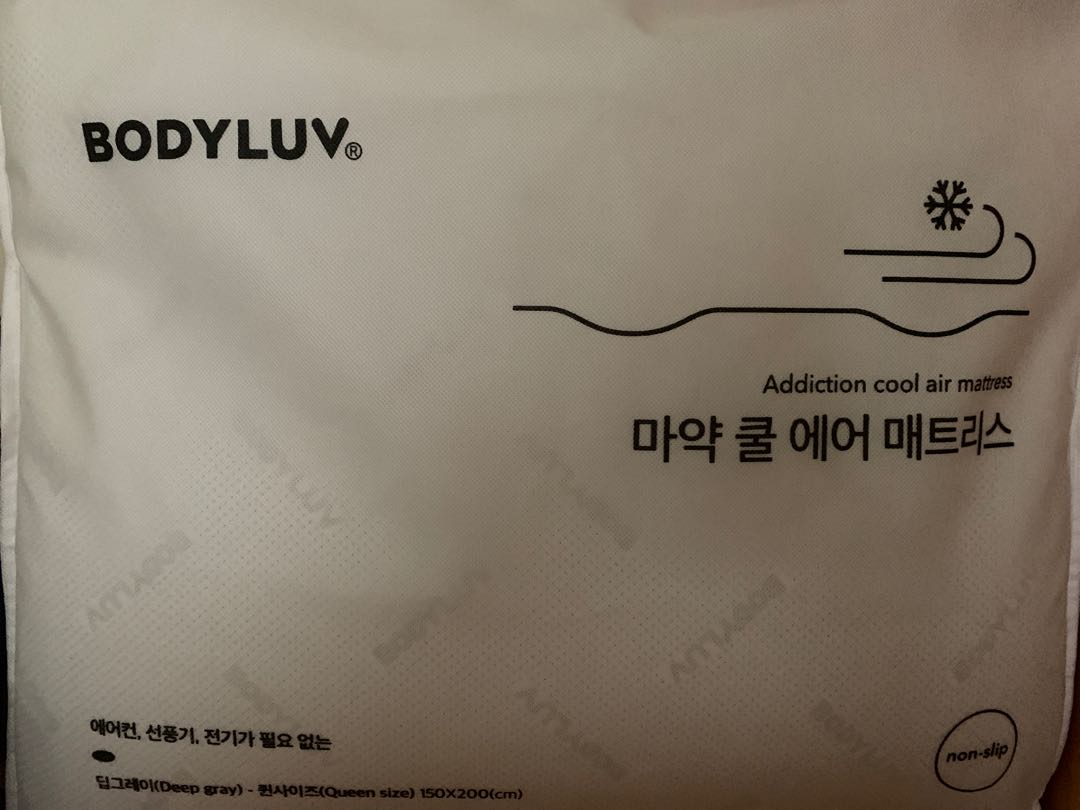 BODYLUV®
Addiction cool air mattress
마약 쿨 에어 매트리스
에어컨, 선풍기, 전기가 필요 없는
딥그레이(Deep gray) - 퀸사이즈(Queen size) 150X200(cm)
non-slip